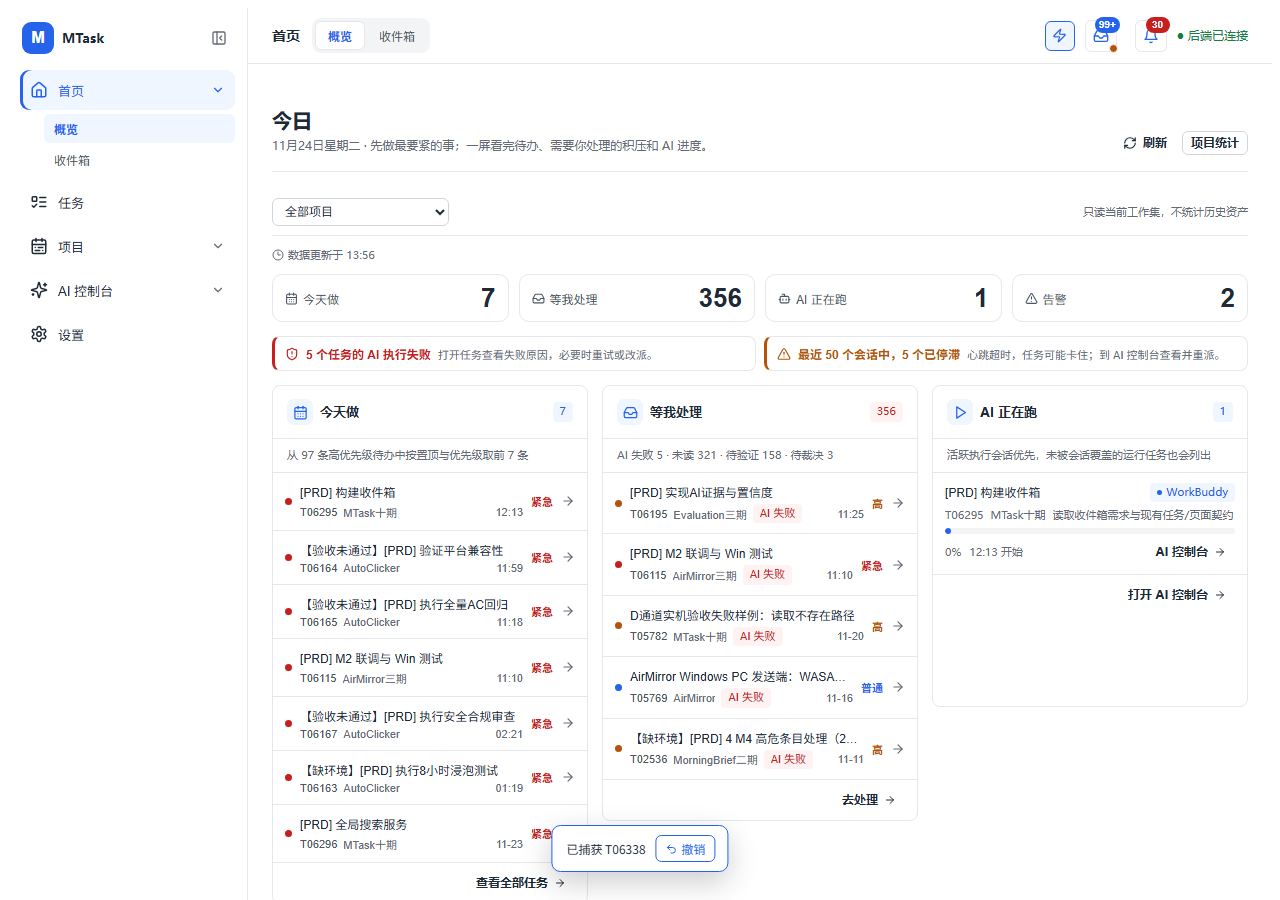 M MTask
首页
概览
收件箱
任务
项目
AI 控制台
设置
首页 概览 收件箱
99+ 30 后端已连接
今日
11月24日星期二 · 先做最要紧的事；一屏看完待办、需要你处理的积压和 AI 进度。
刷新 项目统计
全部项目
只读当前工作集，不统计历史资产
数据更新于 13:56
今天做 7
等我处理 356
AI 正在跑 1
告警 2
5 个任务的 AI 执行失败 打开任务查看失败原因，必要时重试或改派。
最近 50 个会话中，5 个已停滞 心跳超时，任务可能卡住；到 AI 控制台查看并重派。
今天做 7
从 97 条高优先级待办中按置顶与优先级取前 7 条
[PRD] 构建收件箱
T06295 MTask十期 12:13 紧急
【验收未通过】[PRD] 验证平台兼容性
T06164 AutoClicker 11:59 紧急
【验收未通过】[PRD] 执行全量AC回归
T06165 AutoClicker 11:18 紧急
[PRD] M2 联调与 Win 测试
T06115 AirMirror三期 11:10 紧急
【验收未通过】[PRD] 执行安全合规审查
T06167 AutoClicker 02:21 紧急
【缺环境】[PRD] 执行8小时浸泡测试
T06163 AutoClicker 01:19 紧急
[PRD] 全局搜索服务
T06296 MTask十期 11-23 紧急
查看全部任务
等我处理 356
AI 失败 5 · 未读 321 · 待验证 158 · 待裁决 3
[PRD] 实现AI证据与置信度
T06195 Evaluation三期 AI 失败 11:25 高
[PRD] M2 联调与 Win 测试
T06115 AirMirror三期 AI 失败 11:10 紧急
D通道实机验收失败样例：读取不存在路径
T05782 MTask十期 AI 失败 11-20 高
AirMirror Windows PC 发送端：WASA...
T05769 AirMirror AI 失败 11-16 普通
【缺环境】[PRD] 4 M4 高危条目处理（2...
T02536 MorningBrief二期 AI 失败 11-11 高
去处理
AI 正在跑 1
活跃执行会话优先，未被会话覆盖的运行任务也会列出
[PRD] 构建收件箱 WorkBuddy
T06295 MTask十期 读取收件箱需求与现有任务/页面契约
0% 12:13 开始 AI 控制台
打开 AI 控制台
已捕获 T06338 撤销